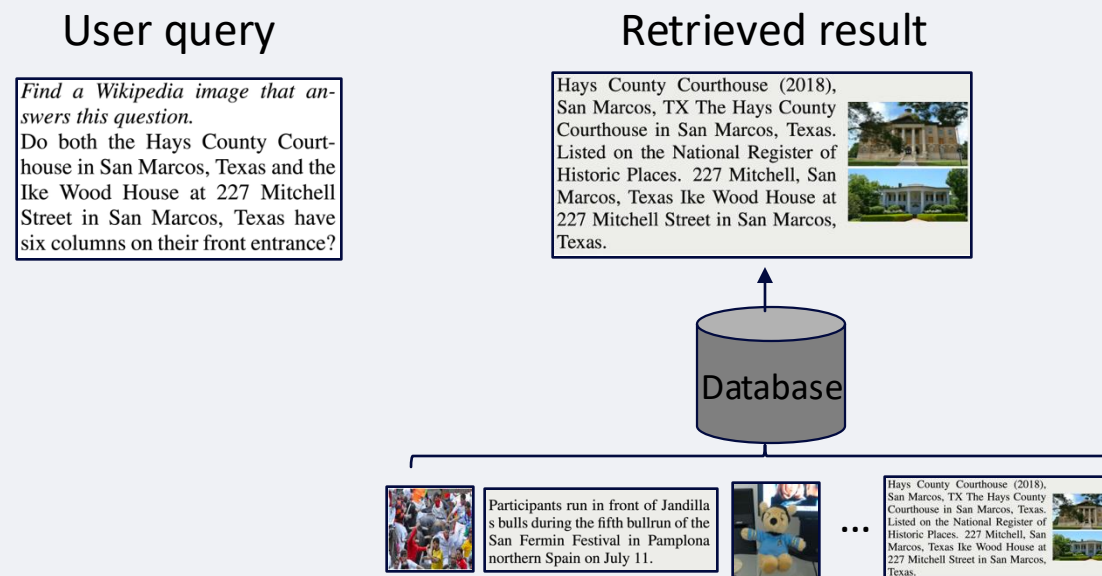 User query
Find a Wikipedia image that an-
swers this question.
Do both the Hays County Court-
house in San Marcos, Texas and the
Ike Wood House at 227 Mitchell
Street in San Marcos, Texas have
six columns on their front entrance?
Retrieved result
Hays County Courthouse (2018),
San Marcos, TX The Hays County
Courthouse in San Marcos, Texas.
Listed on the National Register of
Historic Places. 227 Mitchell, San
Marcos, Texas Ike Wood House at
227 Mitchell Street in San Marcos,
Texas.
Database
Participants run in front of Jandilla
s bulls during the fifth bullrun of the
San Fermin Festival in Pamplona
northern Spain on July 11.
...
Hays County Courthouse (2018),
San Marcos, TX The Hays County
Courthouse in San Marcos, Texas.
Listed on the National Register of
Historic Places. 227 Mitchell, San
Marcos, Texas Ike Wood House at
227 Mitchell Street in San Marcos,
Texas.